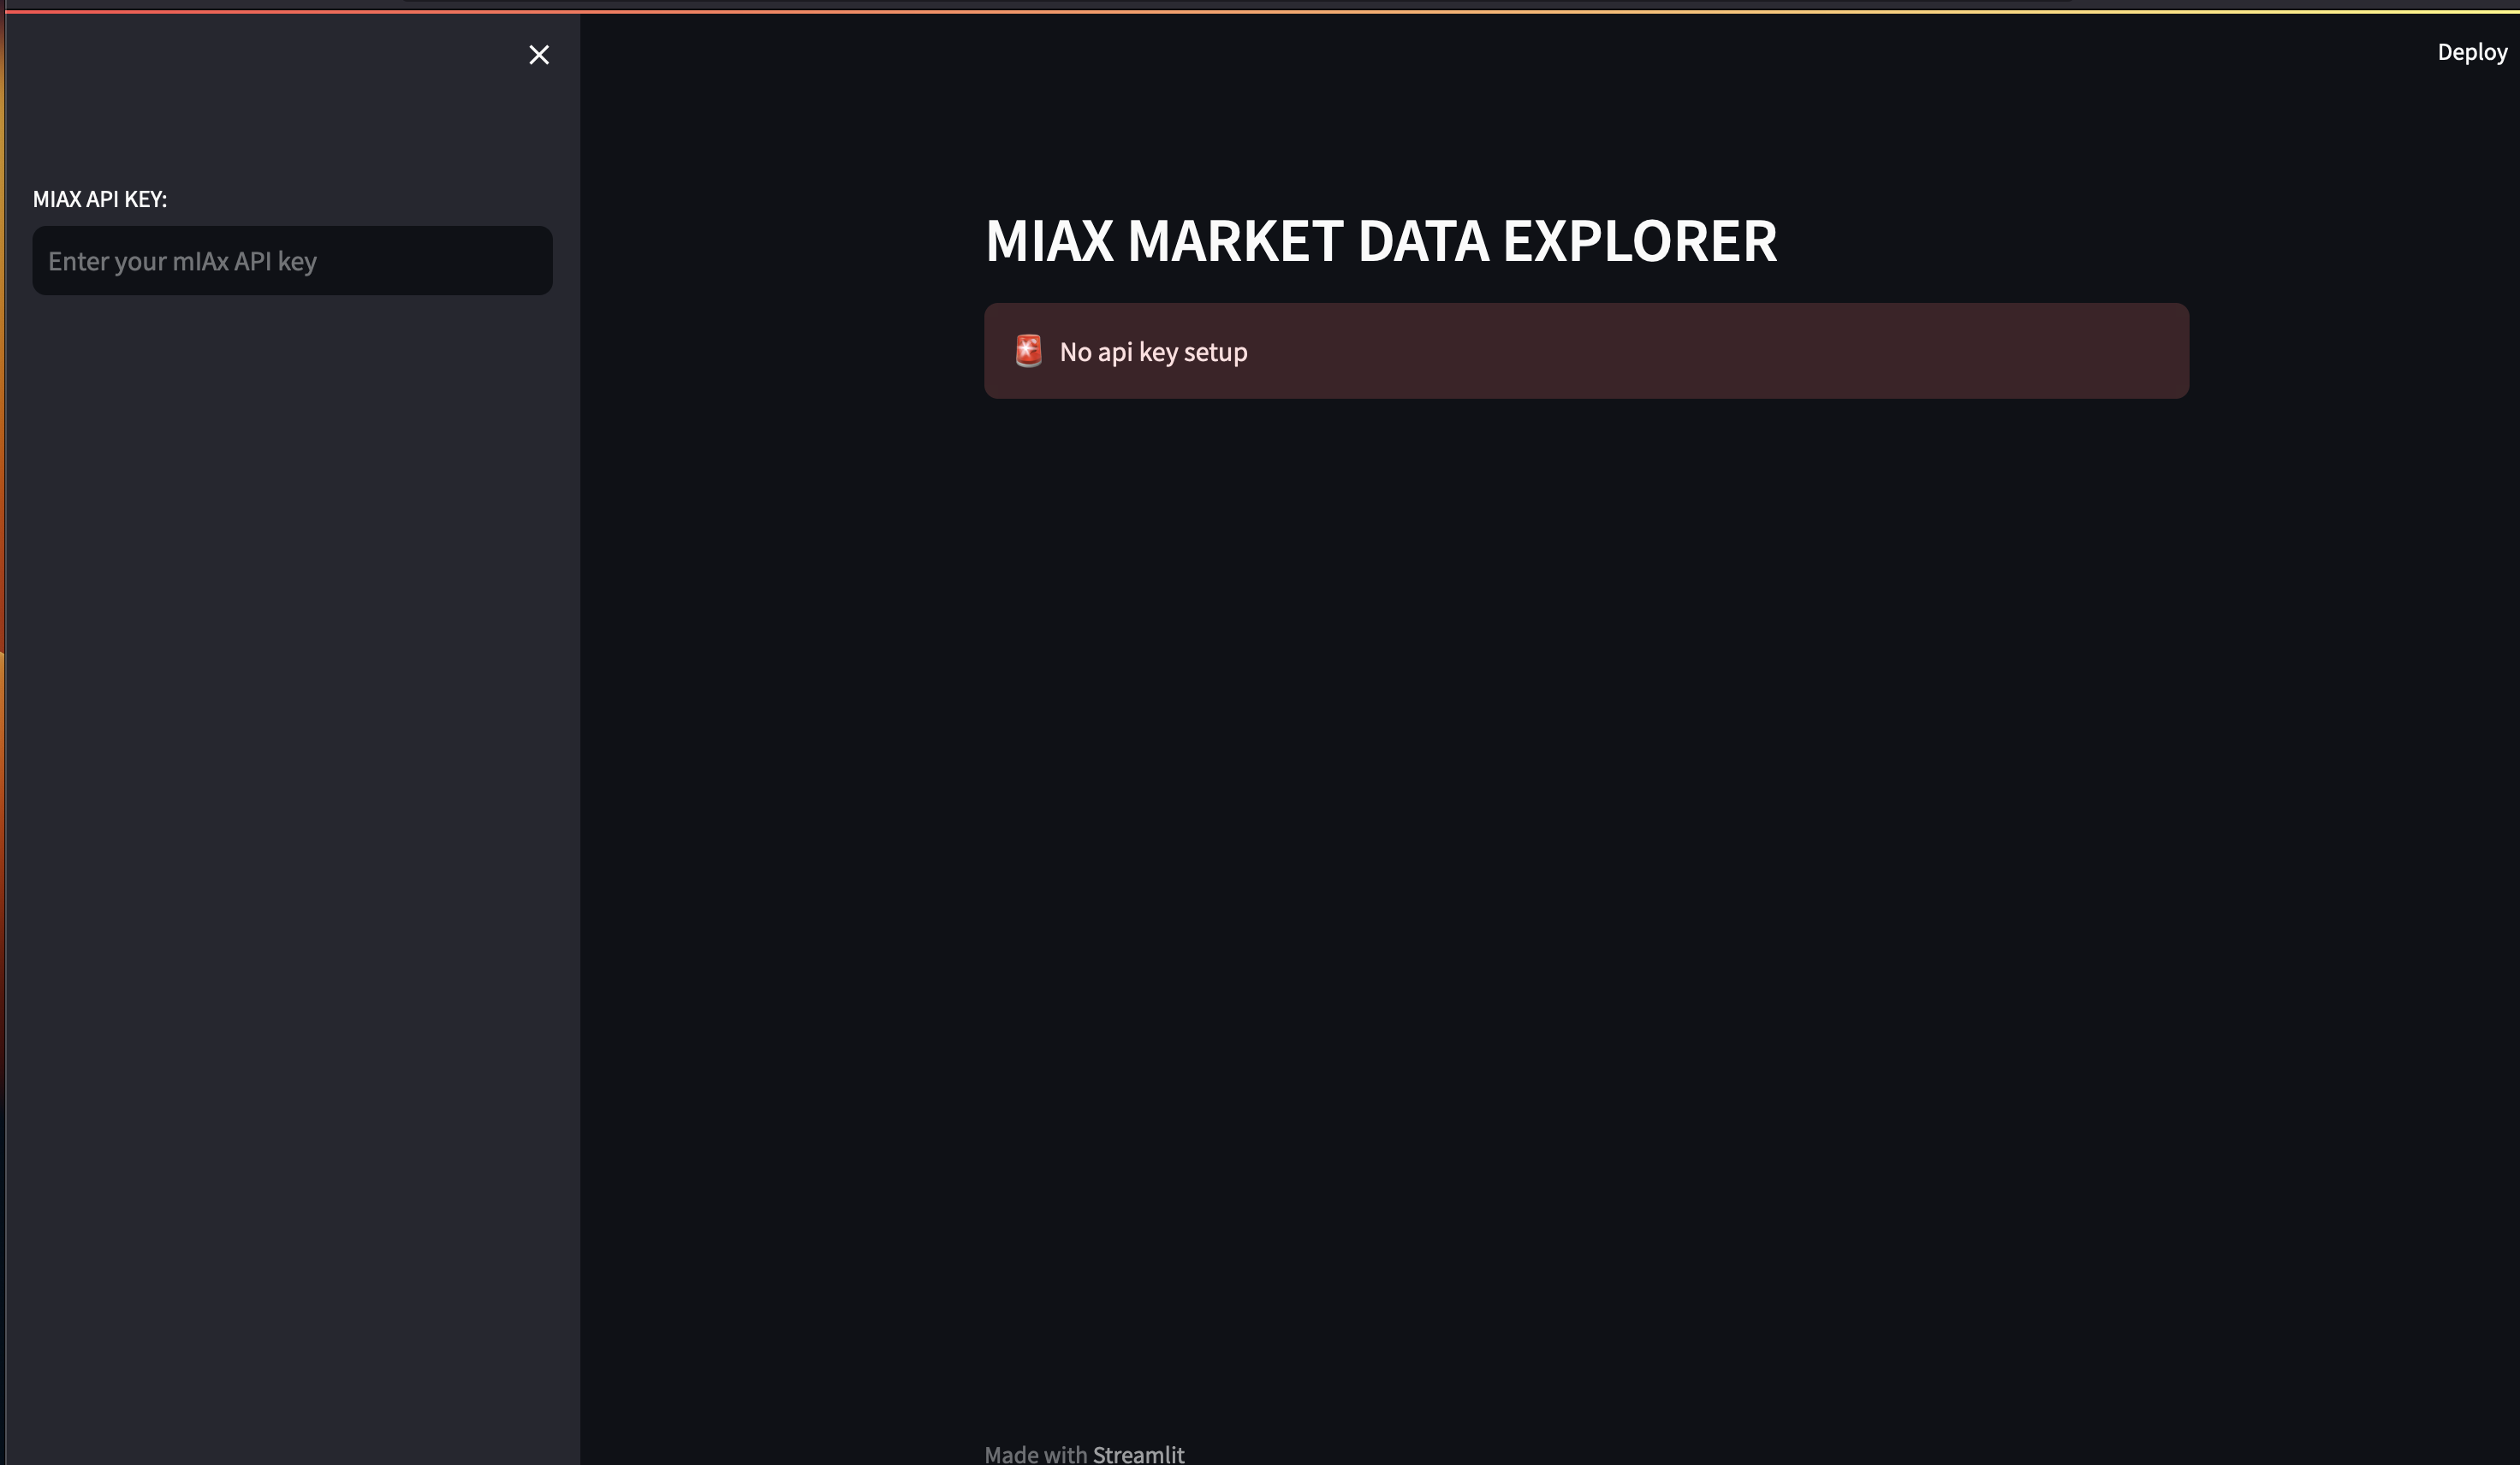 Deploy
MIAX API KEY:
Enter your mIAx API key
MIAX MARKET DATA EXPLORER
No api key setup
Made with Streamlit